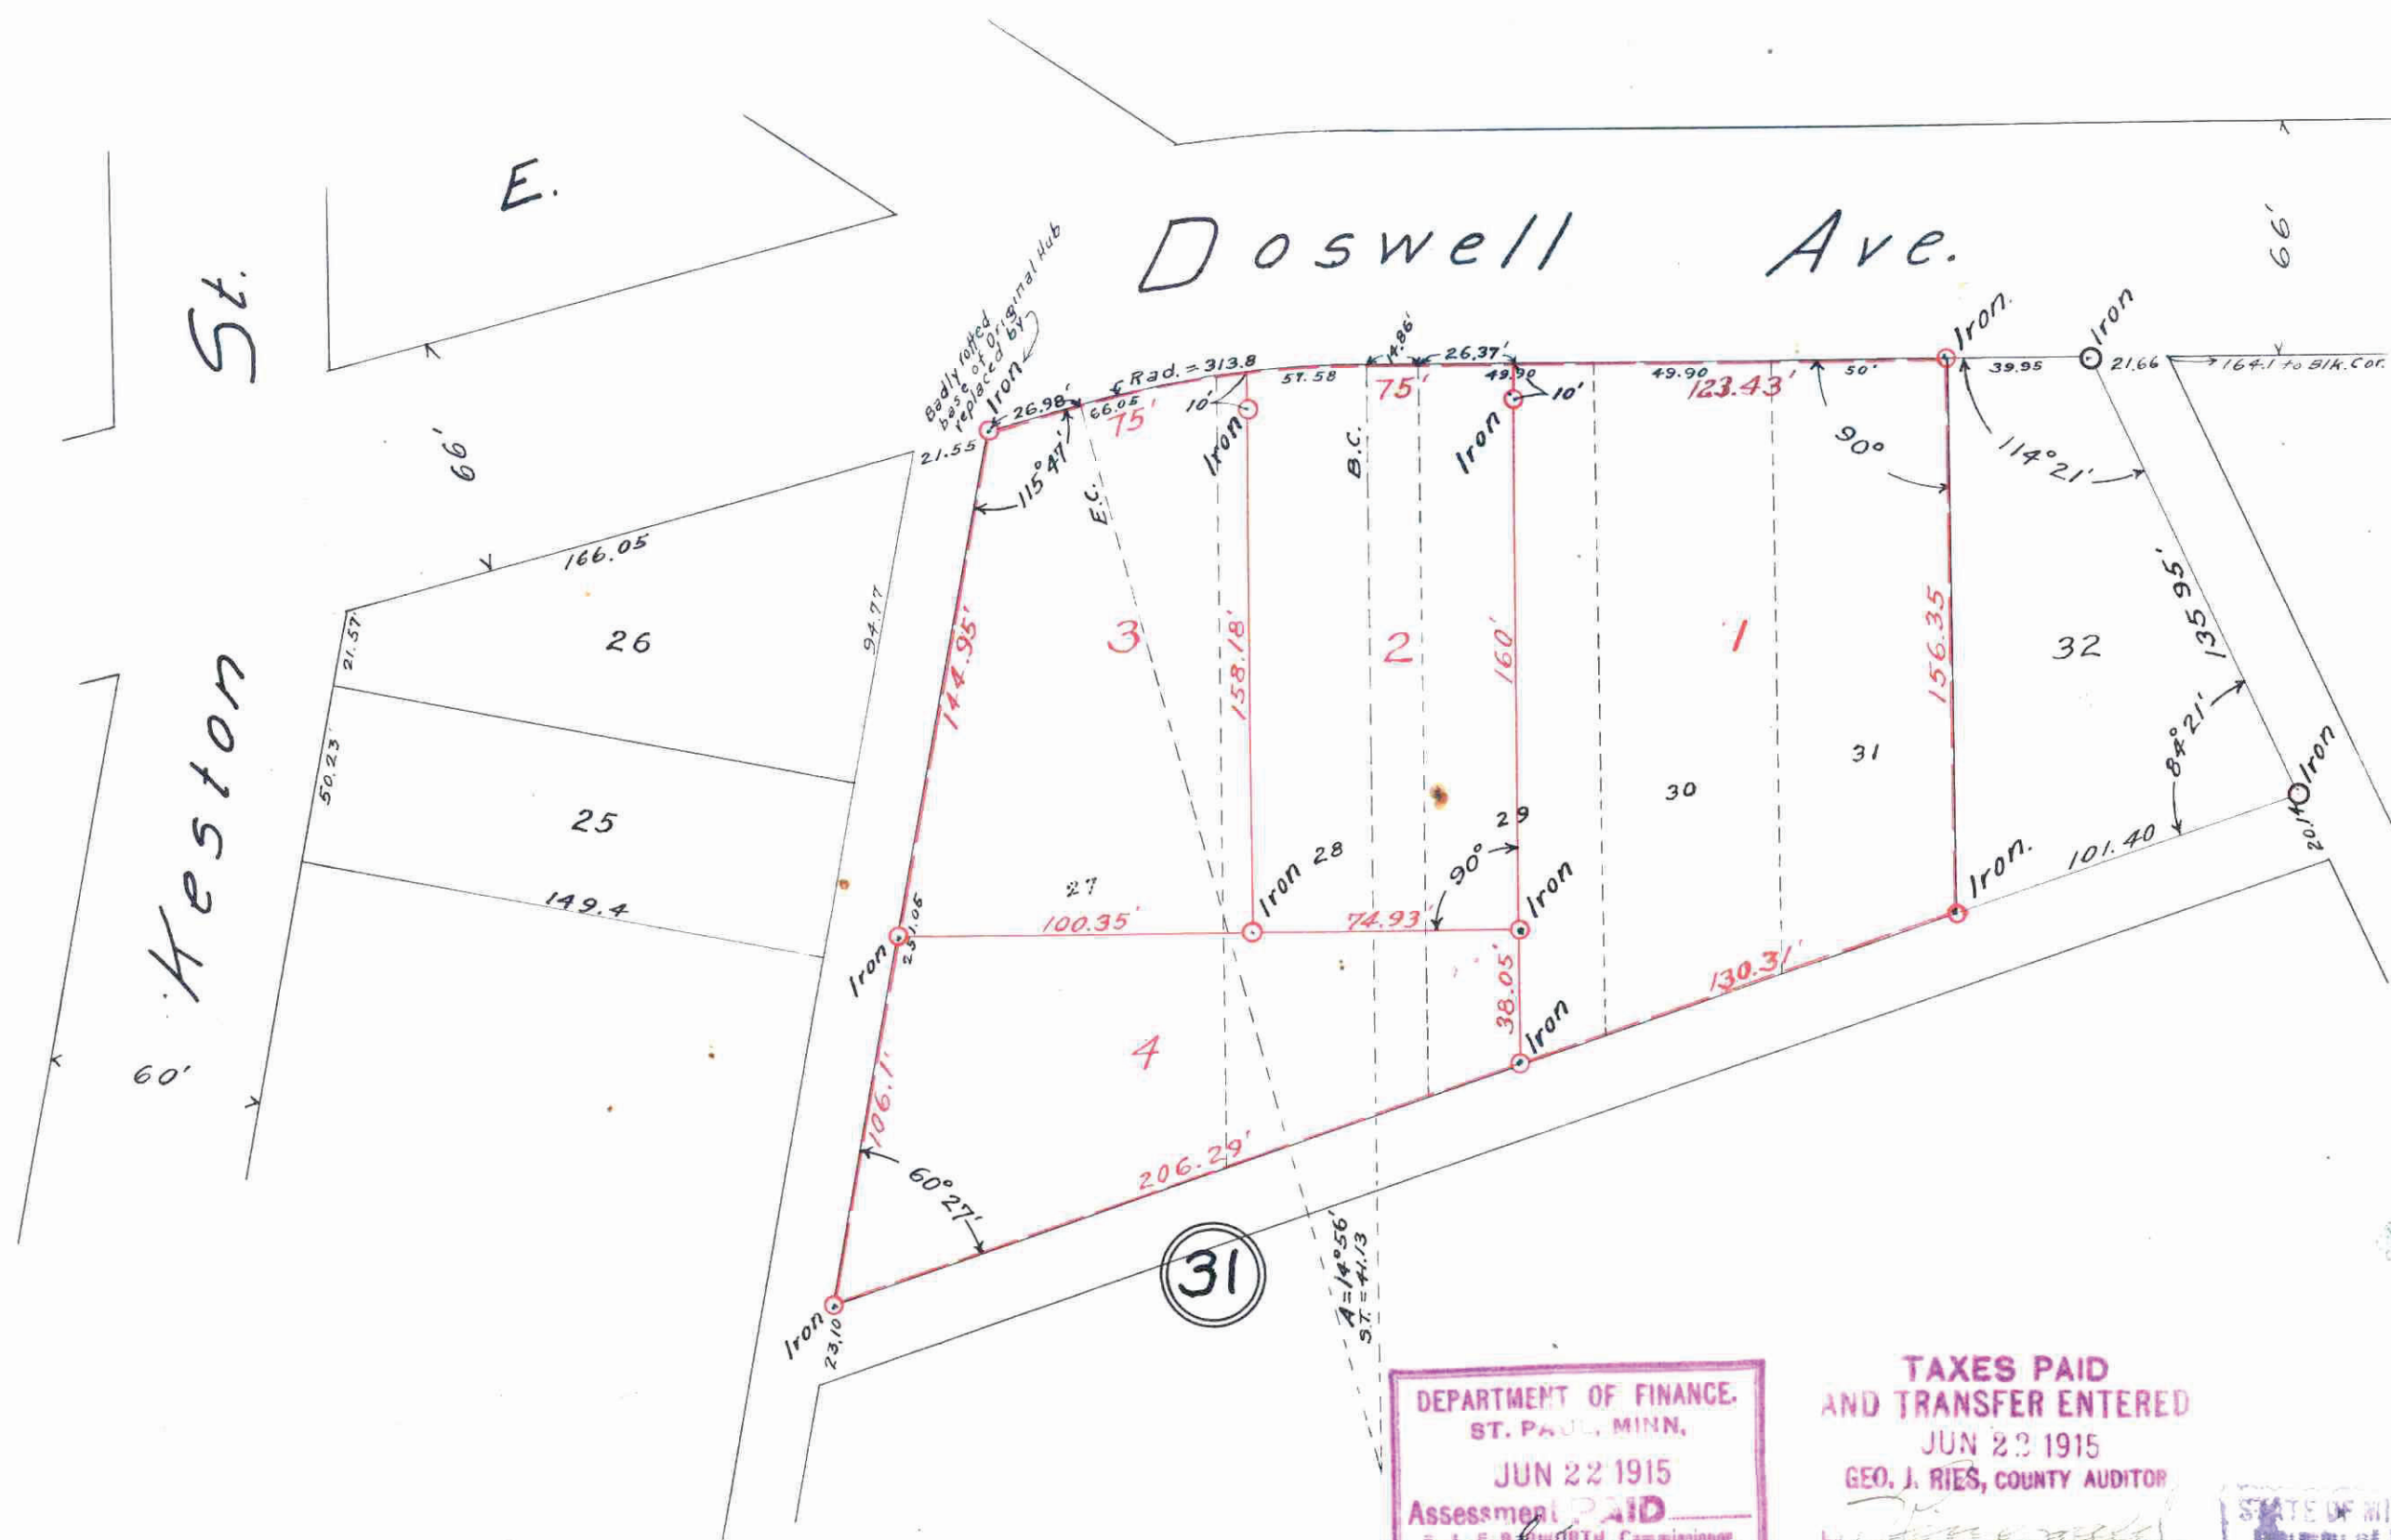 E.
Doswell Ave.
Keston St.
66'
66'
60'
Badly rotted
base of Original Hub
replaced by
Iron
Iron.
Iron
26.98'
Rad. = 313.8
66.05
75'
10'
57.58
14.86'
26.37'
75'
49.90
10'
49.90
123.43'
50'
39.95
21.66
164.1 to Blk. Cor.
21.55
115°47'
E.C.
Iron
B.C.
Iron
90°
114°21'
166.05
21.57'
26
94.77
144.95'
3
158.18'
2
160'
1
156.35
32
135.95'
50.23'
25
149.4
27
28
29
30
31
90°
84°21'
Iron
20.14
101.40
Iron.
Iron
251.05
100.35'
Iron
74.93'
Iron
38.05'
Iron
130.31'
4
106.1'
60°27'
206.29'
Iron
23.10
31
A=14°56'
S.T.=41.13
DEPARTMENT OF FINANCE.
ST. PAUL, MINN.
JUN 22 1915
Assessment PAID
Commissioner
TAXES PAID
AND TRANSFER ENTERED
JUN 22 1915
GEO. J. RIES, COUNTY AUDITOR
STATE OF MI